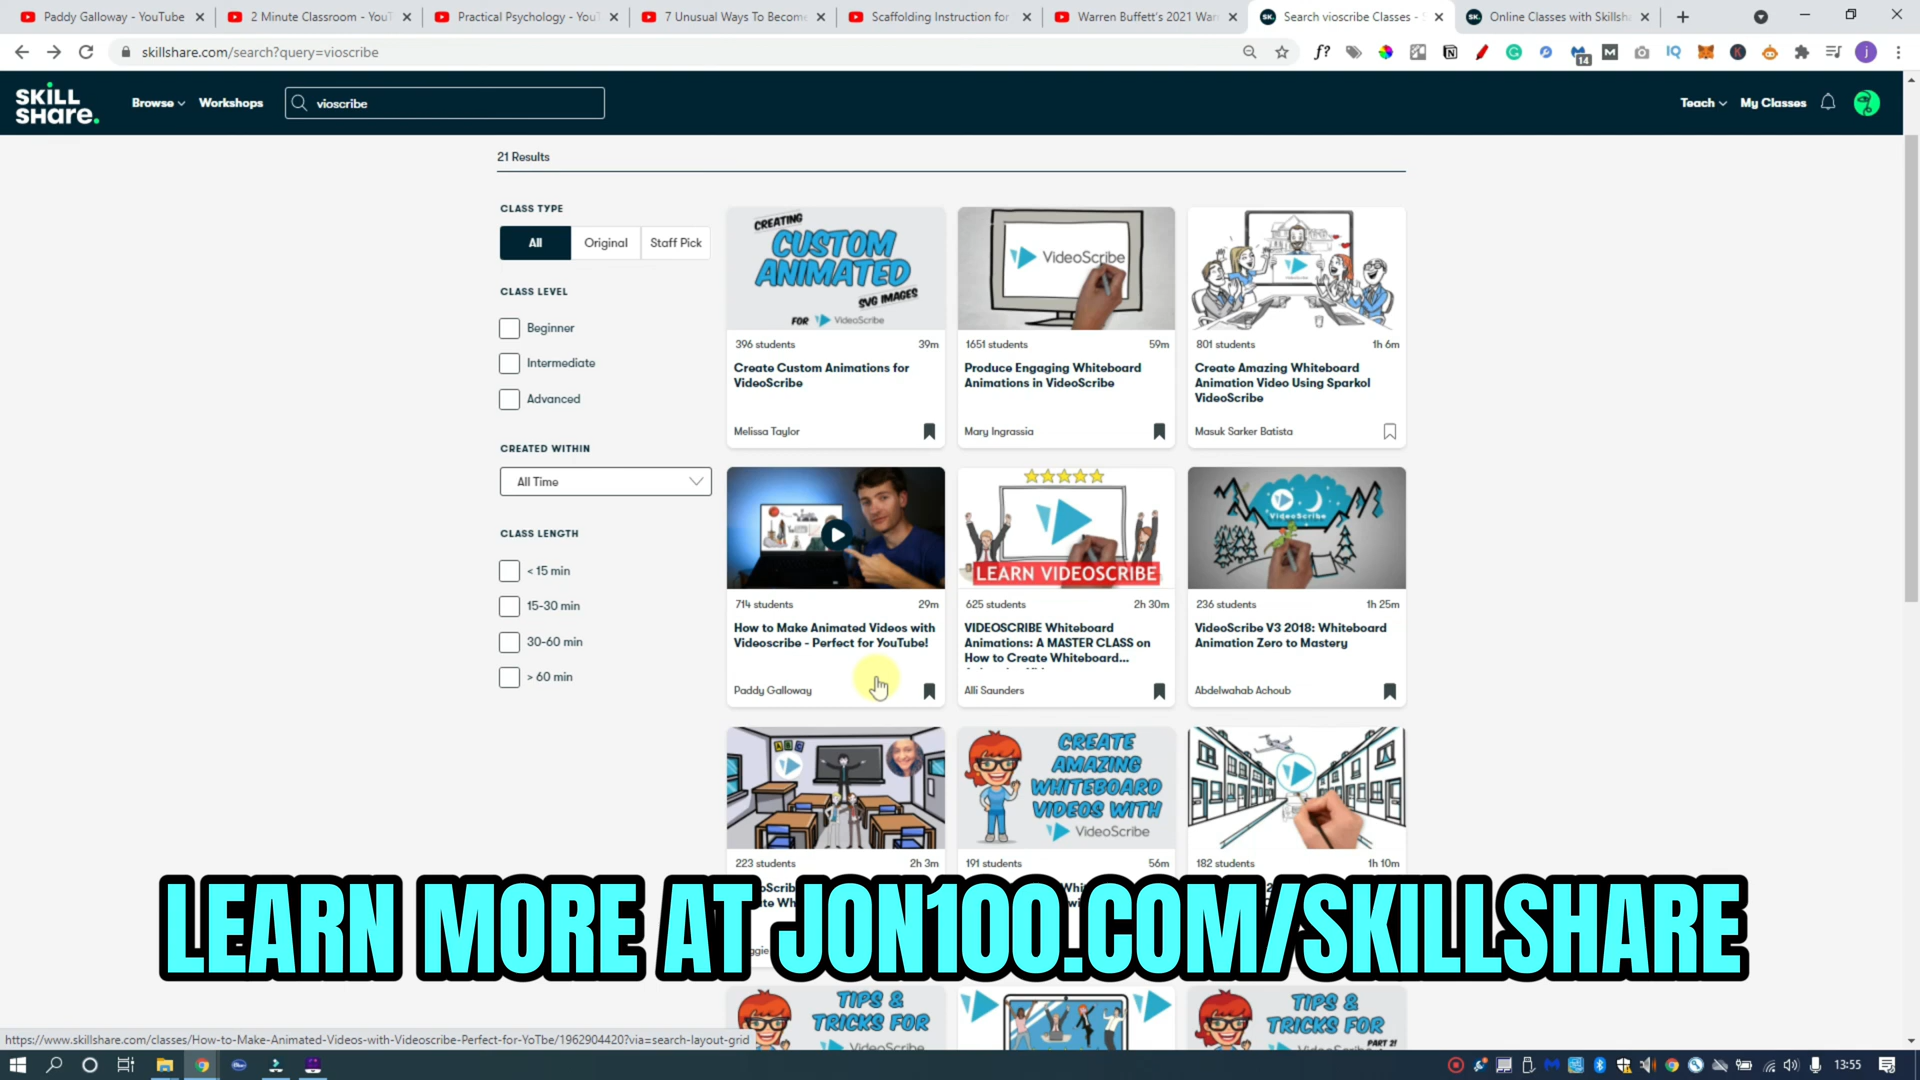 Paddy Galloway - YouTube
2 Minute Classroom - YouT
Practical Psychology - YouT
7 Unusual Ways To Become
Scaffolding Instruction for
Warren Buffett's 2021 War
Search vioscribe Classes -
Online Classes with Skillsha
skillshare.com/search?query=vioscribe
SKILL
SHARE.
Browse
Workshops
vioscribe
Teach
My Classes
21 Results
CLASS TYPE
All
Original
Staff Pick
CLASS LEVEL
Beginner
Intermediate
Advanced
CREATED WITHIN
All Time
CLASS LENGTH
< 15 min
15-30 min
30-60 min
> 60 min
CREATING
CUSTOM
ANIMATED
SVG IMAGES
FOR VideoScribe
396 students 39m
Create Custom Animations for
VideoScribe
Melissa Taylor
VideoScribe
1651 students 59m
Produce Engaging Whiteboard
Animations in VideoScribe
Mary Ingrassia
801 students 1h 6m
Create Amazing Whiteboard
Animation Video Using Sparkol
VideoScribe
Masuk Sarker Batista
714 students 29m
How to Make Animated Videos with
Videoscribe - Perfect for YouTube!
Paddy Galloway
LEARN VIDEOSCRIBE
625 students 2h 30m
VIDEOSCRIBE Whiteboard
Animations: A MASTER CLASS on
How to Create Whiteboard...
Alli Saunders
VideoScribe
236 students 1h 25m
VideoScribe V3 2018: Whiteboard
Animation Zero to Mastery
Abdelwahab Achoub
ABC
223 students 2h 3m
CREATE
AMAZING
WHITEBOARD
VIDEOS WITH
VideoScribe
191 students 56m
182 students 1h 10m
LEARN MORE AT JON100.COM/SKILLSHARE
TIPS &
TRICKS FOR
VideoScribe
TIPS &
TRICKS FOR
VideoScribe PART 2!
https://www.skillshare.com/classes/How-to-Make-Animated-Videos-with-Videoscribe-Perfect-for-YoTbe/1962904420?via=search-layout-grid
13:55